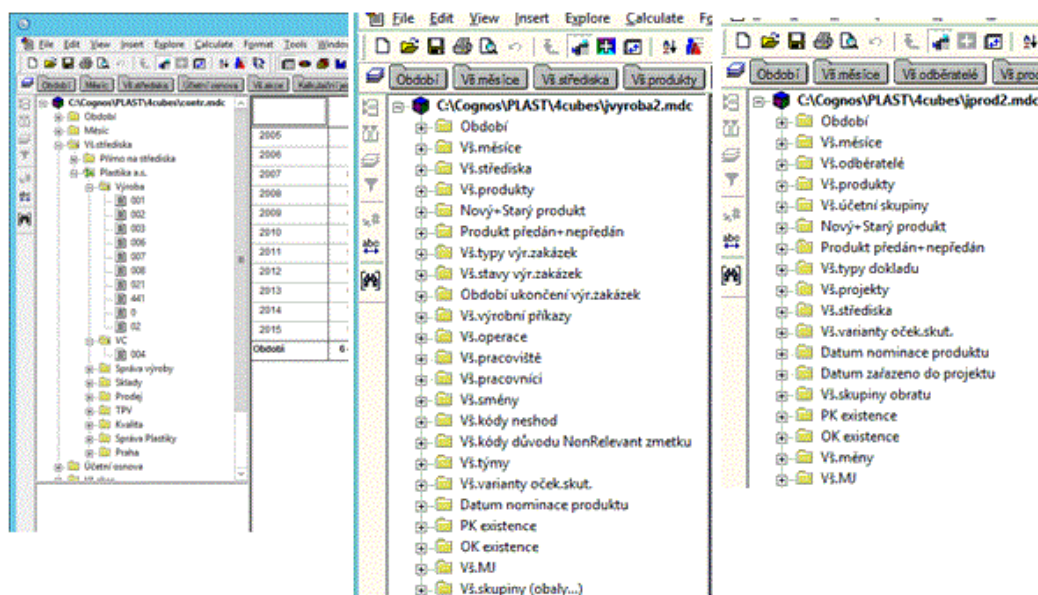 File Edit View Insert Explore Calculate Format Tools Window
Období Měsíc Vš.střediska Účetní osnova Vš.akce
C:\Cognos\PLAST\4cubes\contr.mdc
Období
Měsíc
Vš.střediska
Přímo na střediska
Plastika a.s.
Výroba
001
002
003
006
007
008
021
441
0
02
VC
004
Správa výroby
Sklady
Prodej
TPV
Kvalita
Správa Plastiky
Praha
Účetní osnova
2005
2006
2007
2008
2009
2010
2011
2012
2013
2014
2015
Období 6
File Edit View Insert Explore Calculate
Období Vš.měsíce Vš.střediska Vš.produkty
C:\Cognos\PLAST\4cubes\jvyroba2.mdc
Období
Vš.měsíce
Vš.střediska
Vš.produkty
Nový+Starý produkt
Produkt předán+nepředán
Vš.typy výr.zakázek
Vš.stavy výr.zakázek
Období ukončení výr.zakázek
Vš.výrobní příkazy
Vš.operace
Vš.pracoviště
Vš.pracovníci
Vš.směny
Vš.kódy neshod
Vš.kódy důvodu NonRelevant zmetku
Vš.týmy
Vš.varianty oček.skut.
Datum nominace produktu
PK existence
OK existence
Vš.MJ
Vš.skupiny (obaly...)
Období Vš.měsíce Vš.odběratelé Vš.prod
C:\Cognos\PLAST\4cubes\jprod2.mdc
Období
Vš.měsíce
Vš.odběratelé
Vš.produkty
Vš.účetní skupiny
Nový+Starý produkt
Produkt předán+nepředán
Vš.typy dokladu
Vš.projekty
Vš.střediska
Vš.varianty oček.skut.
Datum nominace produktu
Datum zařazeno do projektu
Vš.skupiny obratu
PK existence
OK existence
Vš.měny
Vš.MJ